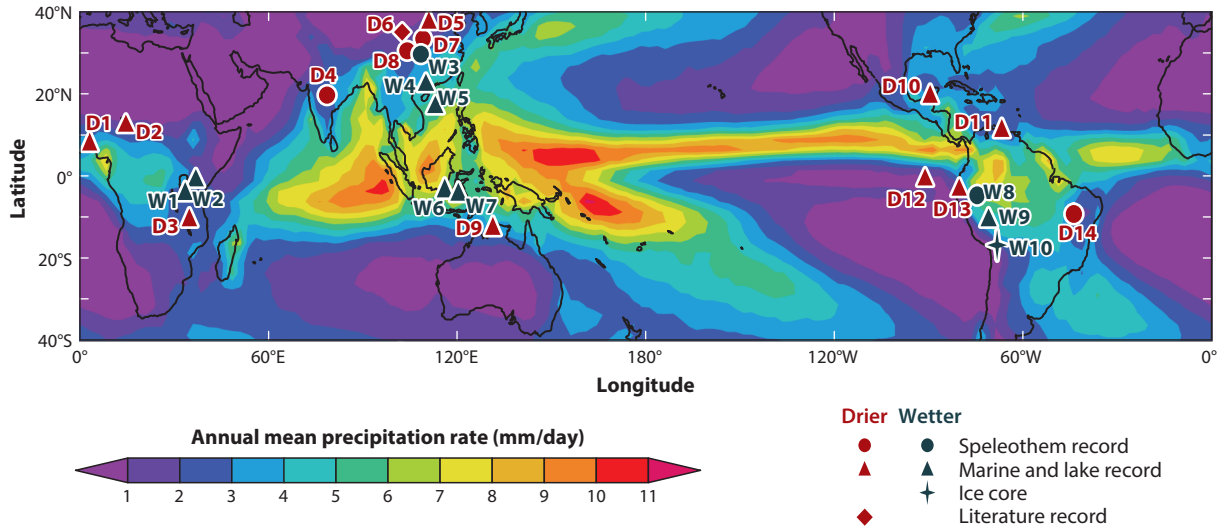 40°N
20°N
0°
20°S
40°S
Latitude
D1
D2
D3
D4
D5
D6
D7
D8
D9
D10
D11
D12
D13
D14
W1
W2
W3
W4
W5
W6
W7
W8
W9
W10
0°
60°E
120°E
180°
120°W
60°W
0°
Longitude
Annual mean precipitation rate (mm/day)
1 2 3 4 5 6 7 8 9 10 11
Drier Wetter
Speleothem record
Marine and lake record
Ice core
Literature record